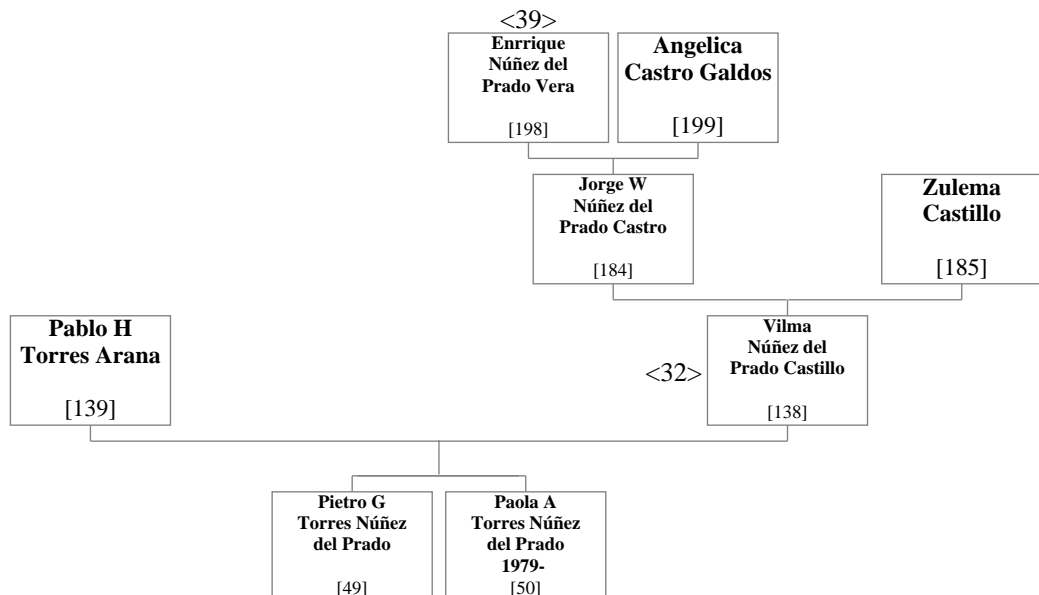 <39>
Enrrique
Núñez del
Prado Vera
[198]
Angelica
Castro Galdos
[199]
Jorge W
Núñez del
Prado Castro
[184]
Zulema
Castillo
[185]
Pablo H
Torres Arana
[139]
<32>
Vilma
Núñez del
Prado Castillo
[138]
Pietro G
Torres Núñez
del Prado
[49]
Paola A
Torres Núñez
del Prado
1979-
[50]